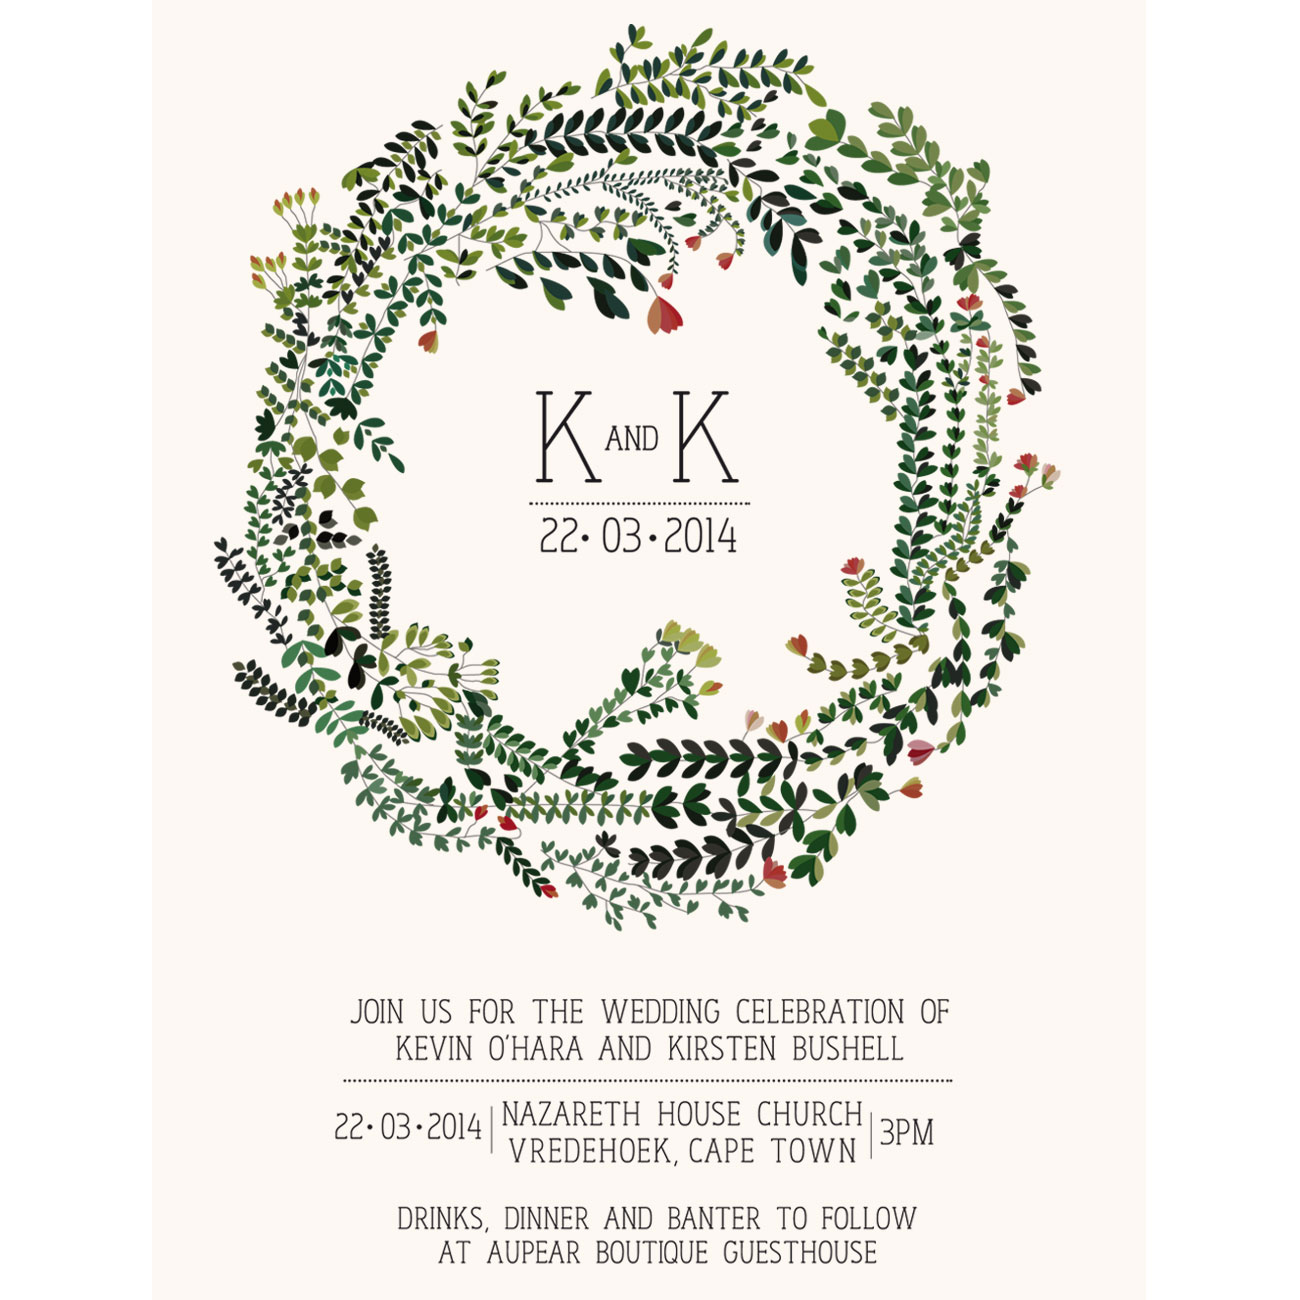 K AND K
22•03•2014
JOIN US FOR THE WEDDING CELEBRATION OF
KEVIN O'HARA AND KIRSTEN BUSHELL
22•03•2014 | NAZARETH HOUSE CHURCH | 3PM
VREDEHOEK, CAPE TOWN
DRINKS, DINNER AND BANTER TO FOLLOW
AT AUPEAR BOUTIQUE GUESTHOUSE